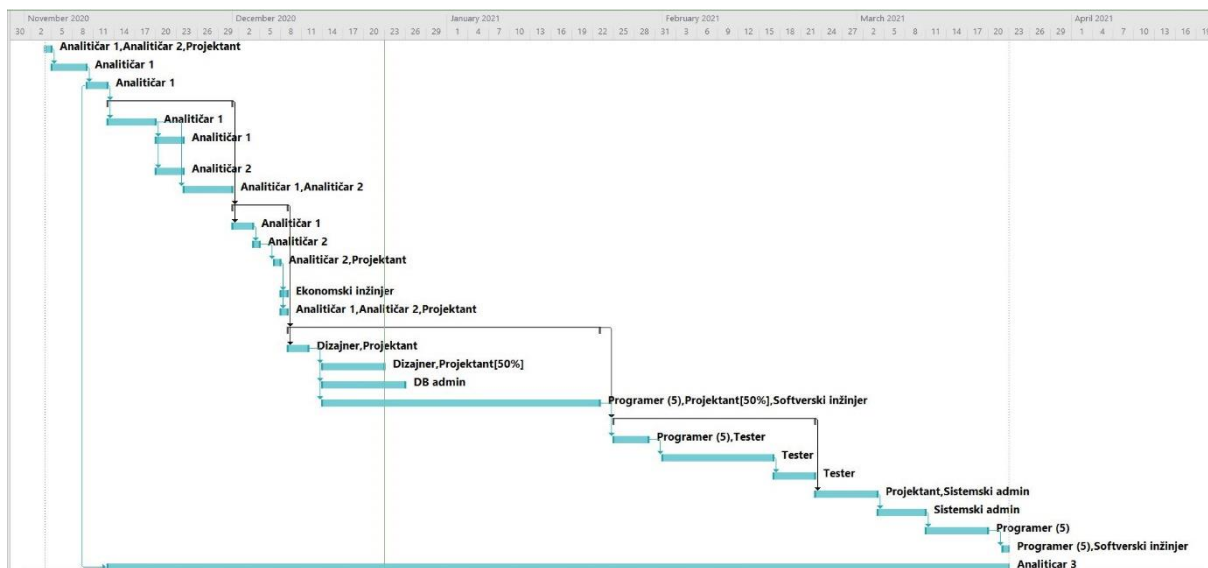 November 2020 December 2020 January 2021 February 2021 March 2021 April 2021
30 2 5 8 11 14 17 20 23 26 29 2 5 8 11 14 17 20 23 26 29 1 4 7 10 13 16 19 22 25 28 31 3 6 9 12 15 18 21 24 27 2 5 8 11 14 17 20 23 26 29 1 4 7 10 13 16 19
Analitičar 1,Analitičar 2,Projektant
Analitičar 1
Analitičar 1
Analitičar 1
Analitičar 1
Analitičar 2
Analitičar 1,Analitičar 2
Analitičar 1
Analitičar 2
Analitičar 2,Projektant
Ekonomski inžinjer
Analitičar 1,Analitičar 2,Projektant
Dizajner,Projektant
Dizajner,Projektant[50%]
DB admin
Programer (5),Projektant[50%],Softverski inžinjer
Programer (5),Tester
Tester
Tester
Projektant,Sistemski admin
Sistemski admin
Programer (5)
Programer (5),Softverski inžinjer
Analiticar 3